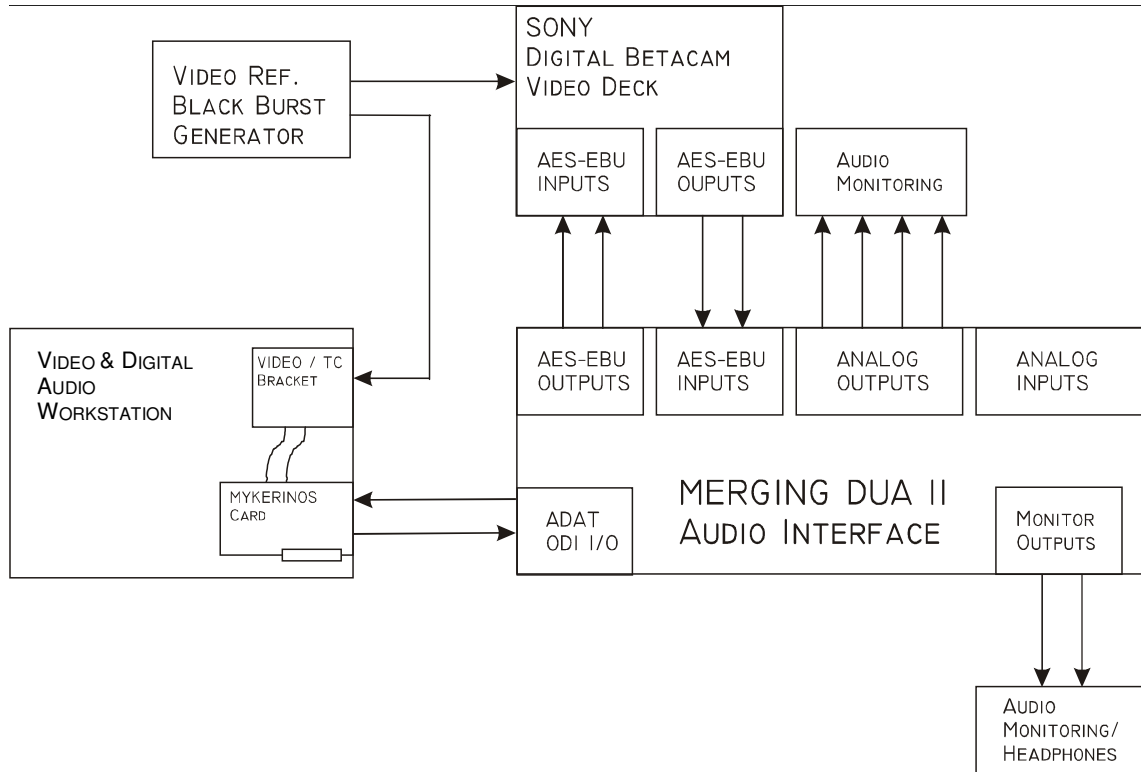 SONY
DIGITAL BETACAM
VIDEO DECK
VIDEO REF.
BLACK BURST
GENERATOR
AES-EBU
INPUTS
AES-EBU
OUPUTS
AUDIO
MONITORING
VIDEO & DIGITAL
AUDIO
WORKSTATION
VIDEO / TC
BRACKET
AES-EBU
OUTPUTS
AES-EBU
INPUTS
ANALOG
OUTPUTS
ANALOG
INPUTS
MYKERINOS
CARD
ADAT
ODI I/O
MERGING DUA II
AUDIO INTERFACE
MONITOR
OUTPUTS
AUDIO
MONITORING/
HEADPHONES